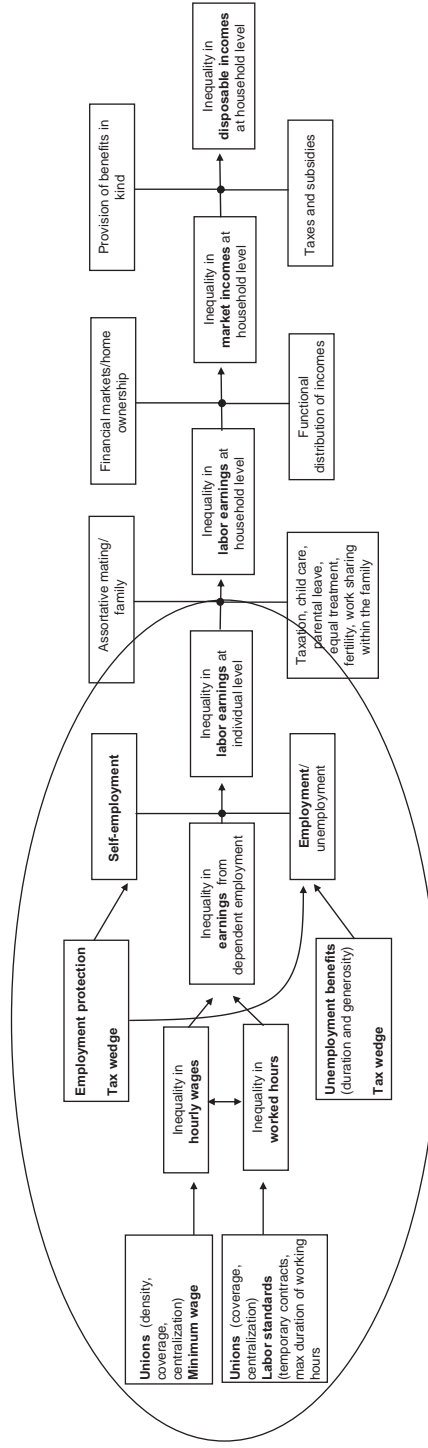 Unions (density,
coverage,
centralization)
Minimum wage
Unions (coverage,
centralization)
Labor standards
(temporary contracts,
max duration of working
hours
Employment protection
Tax wedge
Inequality in
hourly wages
Inequality in
worked hours
Unemployment benefits
(duration and generosity)
Tax wedge
Self-employment
Inequality in
earnings from
dependent employment
Employment/
unemployment
Inequality in
labor earnings at
individual level
Assortative mating/
family
Taxation, child care,
parental leave,
equal treatment,
fertility, work sharing
within the family
Inequality in
labor earnings at
household level
Financial markets/home
ownership
Functional
distribution of incomes
Inequality in
market incomes at
household level
Provision of benefits in
kind
Taxes and subsidies
Inequality in
disposable incomes
at household level